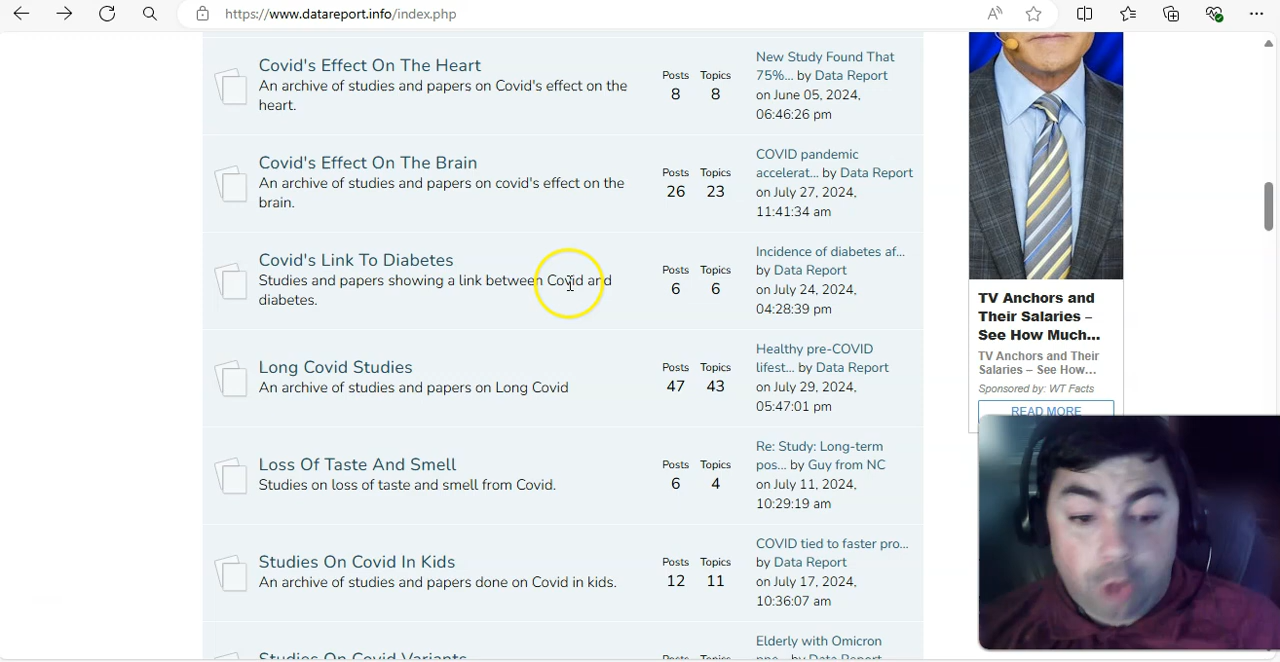 https://www.datareport.info/index.php
Covid's Effect On The Heart
An archive of studies and papers on Covid's effect on the
heart.
Posts Topics
8 8
New Study Found That
75%... by Data Report
on June 05, 2024,
06:46:26 pm
Covid's Effect On The Brain
An archive of studies and papers on covid's effect on the
brain.
Posts Topics
26 23
COVID pandemic
accelerat... by Data Report
on July 27, 2024,
11:41:34 am
Covid's Link To Diabetes
Studies and papers showing a link between Covid and
diabetes.
Posts Topics
6 6
Incidence of diabetes af...
by Data Report
on July 24, 2024,
04:28:39 pm
Long Covid Studies
An archive of studies and papers on Long Covid
Posts Topics
47 43
Healthy pre-COVID
lifest... by Data Report
on July 29, 2024,
05:47:01 pm
Loss Of Taste And Smell
Studies on loss of taste and smell from Covid.
Posts Topics
6 4
Re: Study: Long-term
pos... by Guy from NC
on July 11, 2024,
10:29:19 am
Studies On Covid In Kids
An archive of studies and papers done on Covid in kids.
Posts Topics
12 11
COVID tied to faster pro...
by Data Report
on July 17, 2024,
10:36:07 am
Studies On Covid Variants
Posts Topics
Elderly with Omicron
pne... by Data Report
TV Anchors and
Their Salaries –
See How Much...
TV Anchors and Their
Salaries – See How...
Sponsored by: WT Facts
READ MORE